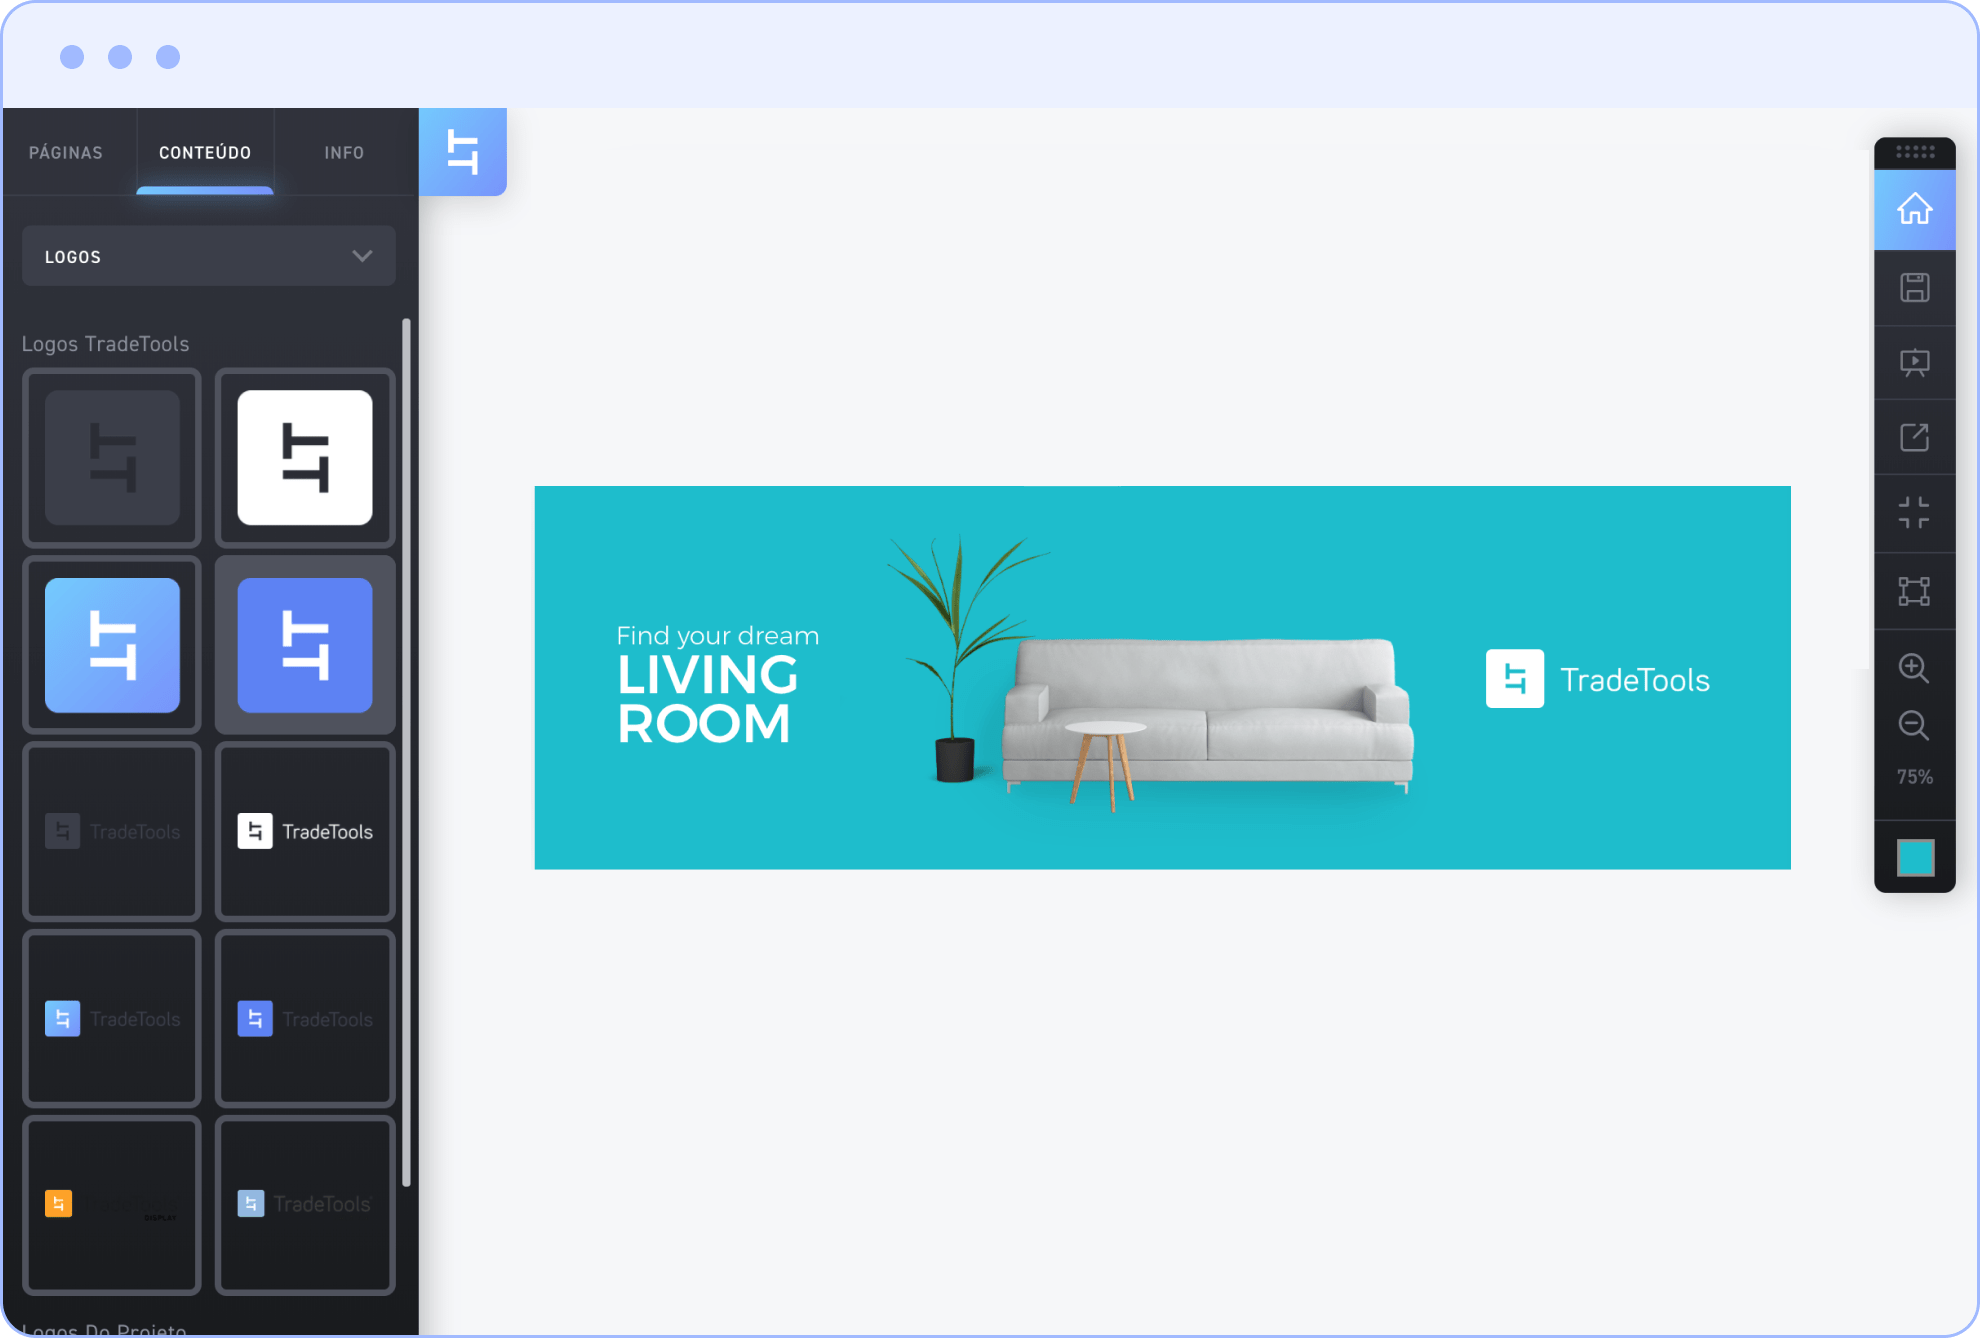 PÁGINAS
CONTEÚDO
INFO
LOGOS
Logos TradeTools
TradeTools
TradeTools
TradeTools
TradeTools
DISPLAY
TradeTools
Logos Do Projeto
Find your dream
LIVING
ROOM
TradeTools
75%